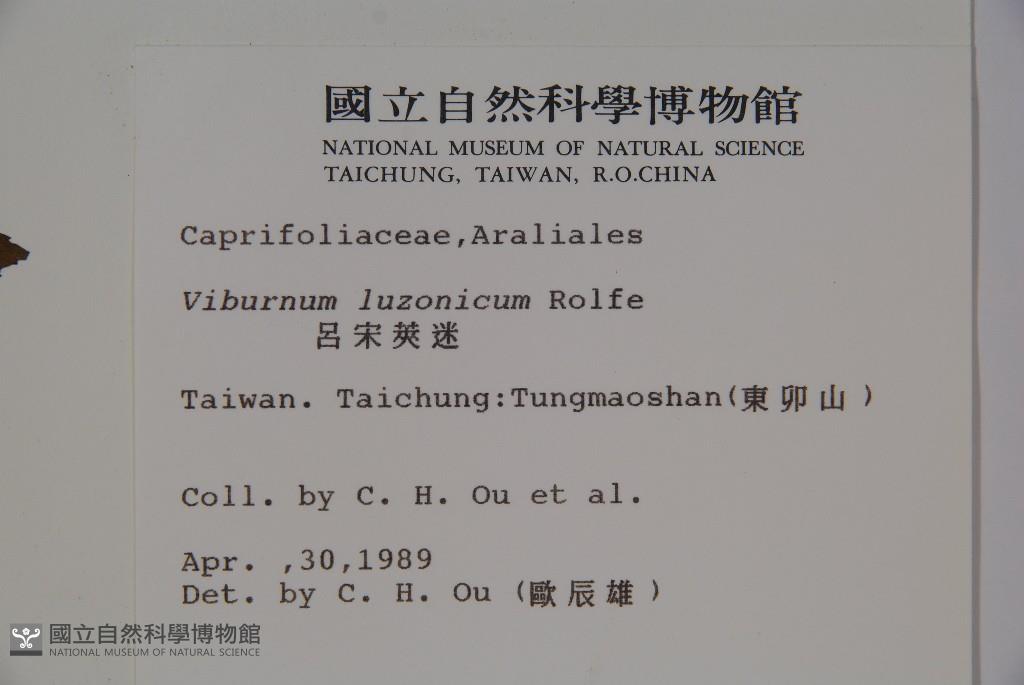 國立自然科學博物館
NATIONAL MUSEUM OF NATURAL SCIENCE
TAICHUNG, TAIWAN, R.O.CHINA
Caprifoliaceae,Araliales
Viburnum luzonicum Rolfe
呂宋莢迷
Taiwan. Taichung:Tungmaoshan(東卯山)
Coll. by C. H. Ou et al.
Apr. ,30,1989
Det. by C. H. Ou (歐辰雄)
國立自然科學博物館
NATIONAL MUSEUM OF NATURAL SCIENCE